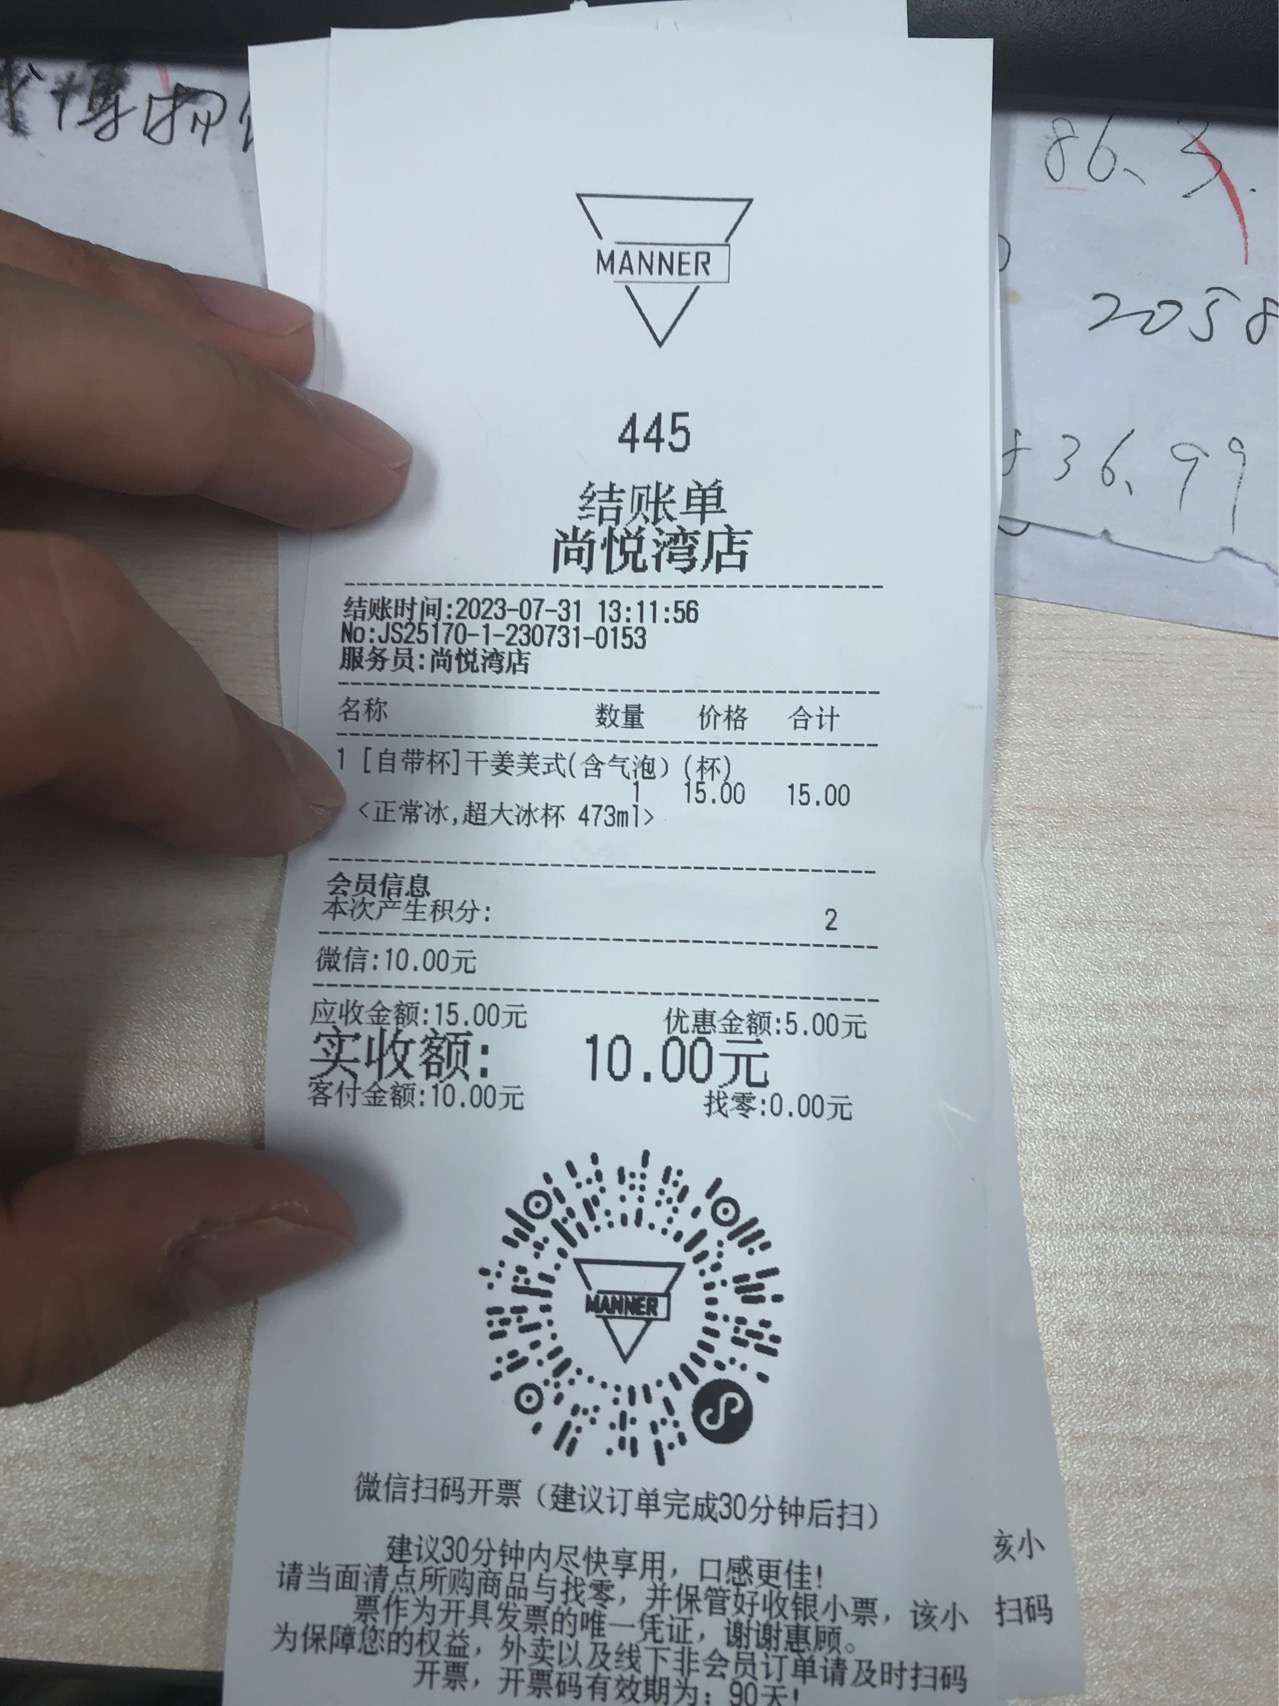 博物
86.3.
2058
36.99
MANNER
445
结账单
尚悦湾店
结账时间:2023-07-31 13:11:56
No:JS25170-1-230731-0153
服务员:尚悦湾店
名称 数量 价格 合计
1 [自带杯]干姜美式(含气泡)(杯)
1 15.00 15.00
<正常冰,超大冰杯 473ml>
会员信息
本次产生积分: 2
微信:10.00元
应收金额:15.00元 优惠金额:5.00元
实收额: 10.00元
客付金额:10.00元 找零:0.00元
MANNER
微信扫码开票（建议订单完成30分钟后扫）
建议30分钟内尽快享用，口感更佳!
请当面清点所购商品与找零，并保管好收银小票，该小
票作为开具发票的唯一凭证，谢谢惠顾。
为保障您的权益，外卖以及线下非会员订单请及时扫码
开票，开票码有效期为：90天!
该小
扫码